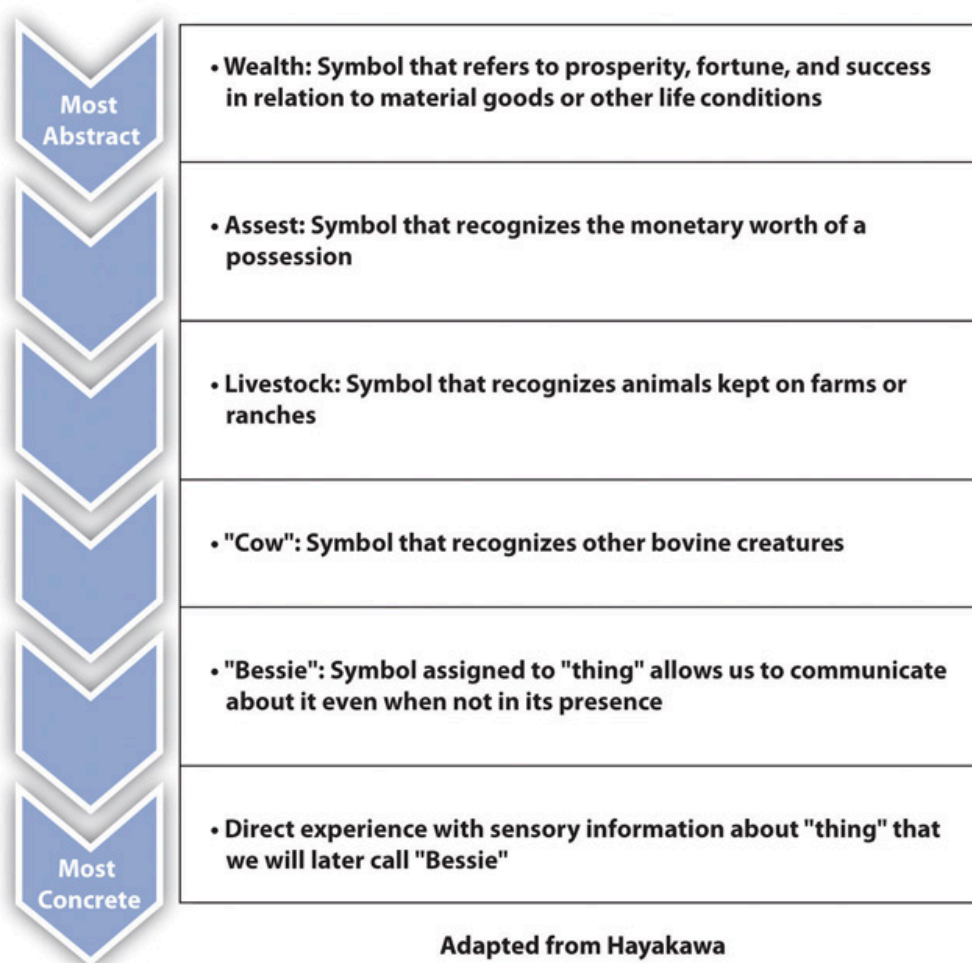 Most
Abstract
• Wealth: Symbol that refers to prosperity, fortune, and success
in relation to material goods or other life conditions
• Assest: Symbol that recognizes the monetary worth of a
possession
• Livestock: Symbol that recognizes animals kept on farms or
ranches
• "Cow": Symbol that recognizes other bovine creatures
• "Bessie": Symbol assigned to "thing" allows us to communicate
about it even when not in its presence
Most
Concrete
• Direct experience with sensory information about "thing" that
we will later call "Bessie"
Adapted from Hayakawa